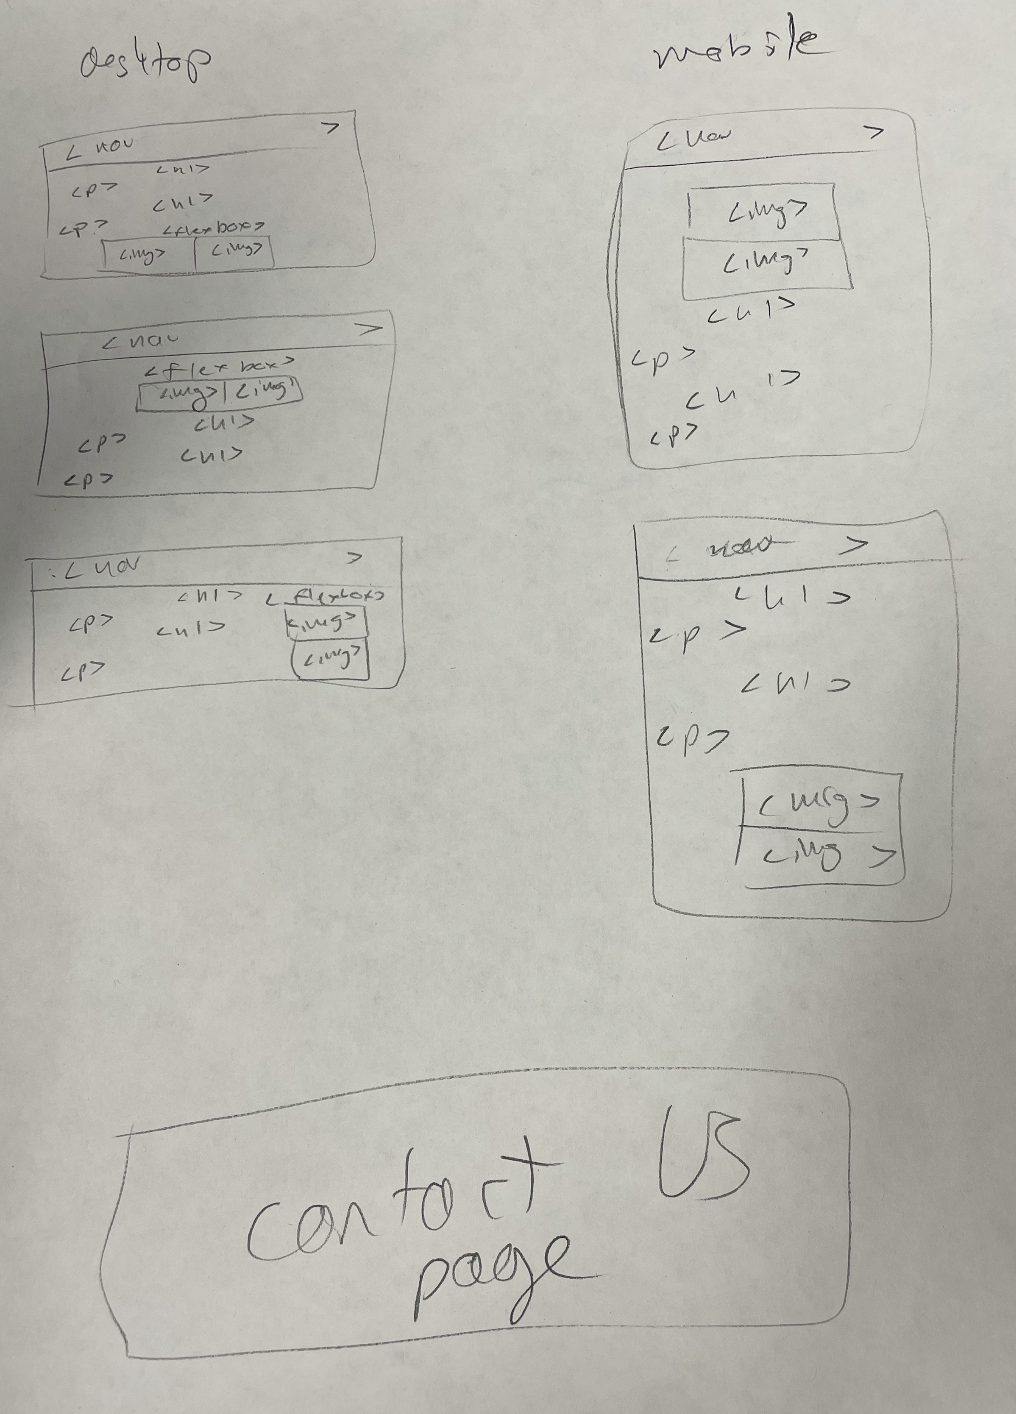 desktop
< nav >
<h1>
<p>
<h1>
<p>
<flexbox>
<img> <img>
< nav >
<flexbox>
<img> <img>
<h1>
<p>
<h1>
<p>
< nav >
<h1> < flexbox>
<p> <h1> <img>
<p> <img>
mobile
< nav >
<img>
<img>
<h1>
<p>
<h1>
<p>
< nav >
<h1>
<p>
<h1>
<p>
<img>
<img >
contact US
page